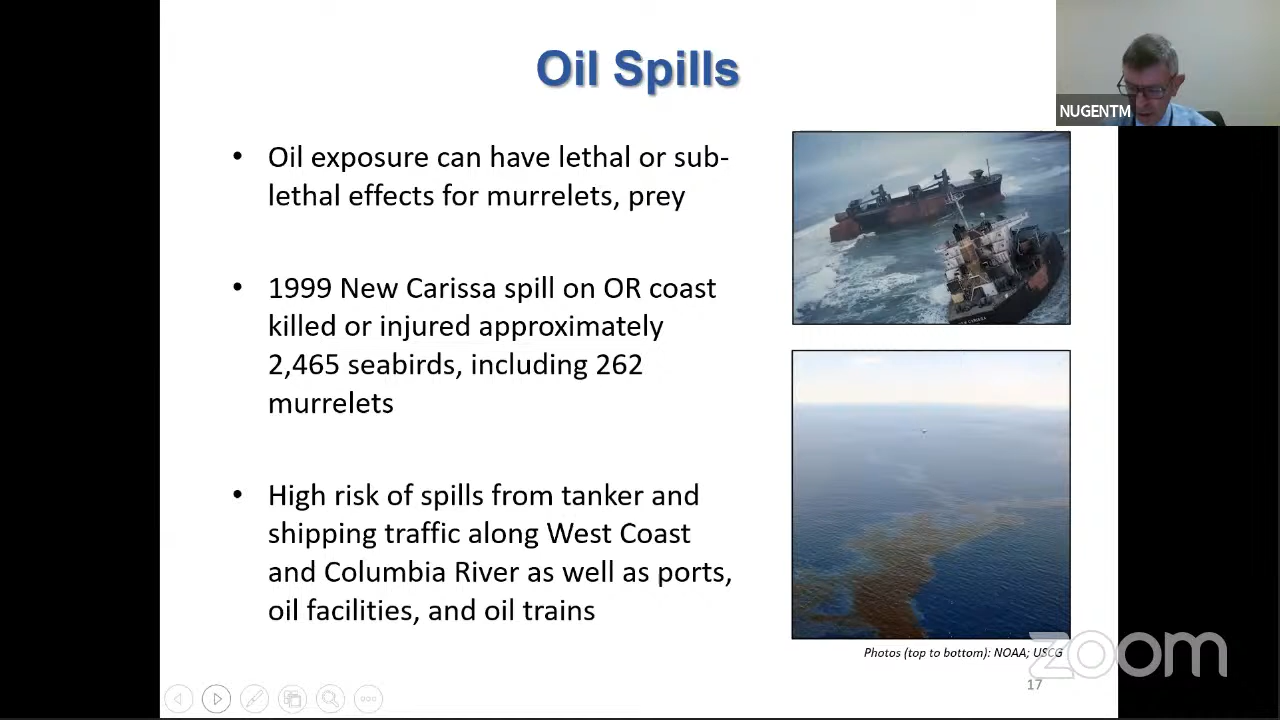 Oil Spills
NUGENTM
• Oil exposure can have lethal or sub-
lethal effects for murrelets, prey
• 1999 New Carissa spill on OR coast
killed or injured approximately
2,465 seabirds, including 262
murrelets
• High risk of spills from tanker and
shipping traffic along West Coast
and Columbia River as well as ports,
oil facilities, and oil trains
Photos (top to bottom): NOAA; USCG
zoom
17